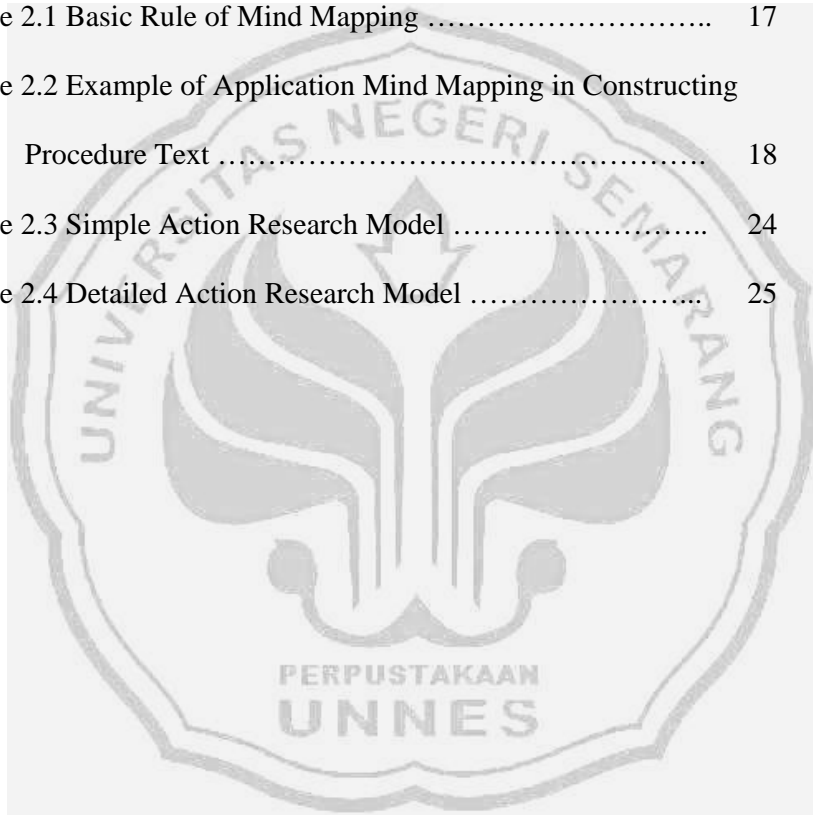 e 2.1 Basic Rule of Mind Mapping …………………….. 17
e 2.2 Example of Application Mind Mapping in Constructing
Procedure Text …………………………………………. 18
e 2.3 Simple Action Research Model …………………….. 24
e 2.4 Detailed Action Research Model …………………... 25
UNIVERSITAS NEGERI SEMARANG
PERPUSTAKAAN
UNNES